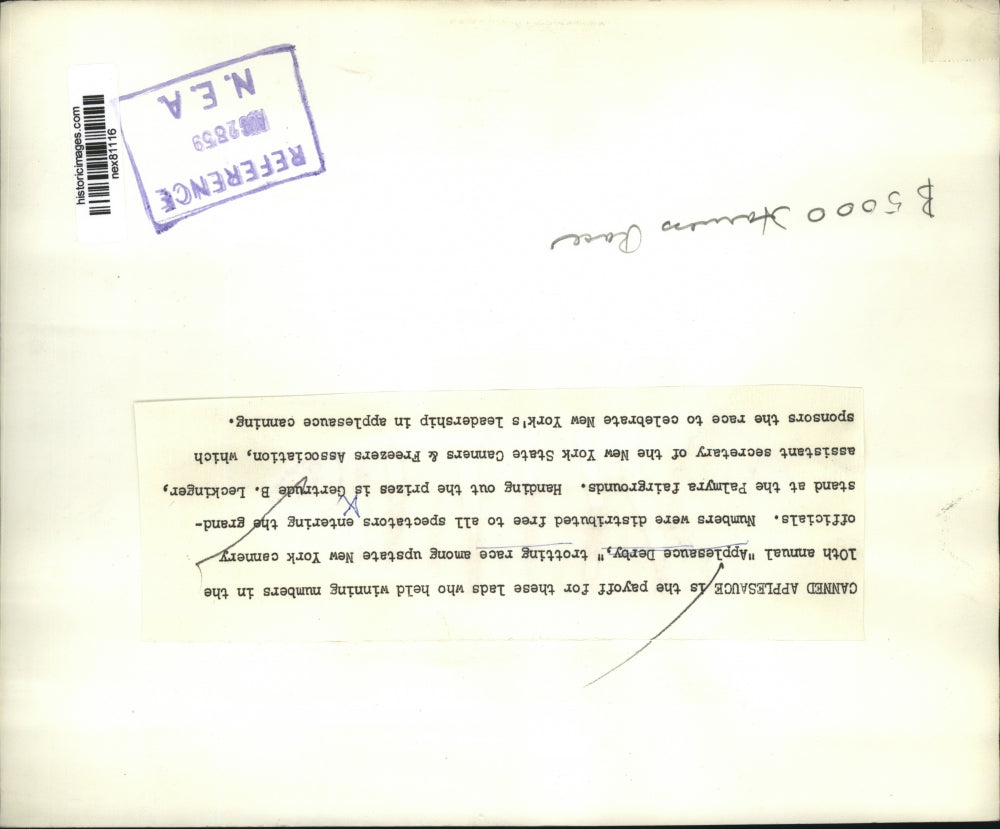 CANNED APPLESAUCE is the payoff for these lads who held winning numbers in the
10th annual "Applesauce Derby," trotting race among upstate New York cannery
officials. Numbers were distributed free to all spectators entering the grand-
stand at the Palmyra fairgrounds. Handing out the prizes is Gertrude B. Leckinger,
assistant secretary of the New York State Canners & Freezers Association, which
sponsors the race to celebrate New York's leadership in applesauce canning.
$5000 Harness Race
REFERENCE
N.E.A
historicimages.com
nex81116